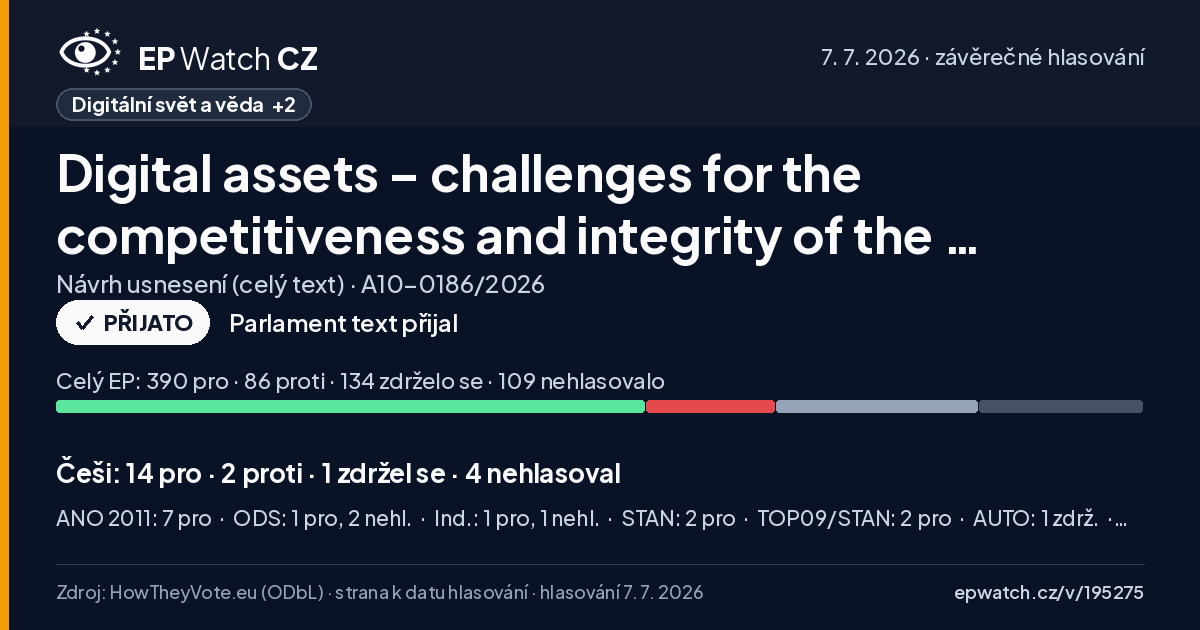 EP Watch CZ
7. 7. 2026 · závěrečné hlasování
Digitální svět a věda +2
Digital assets – challenges for the
competitiveness and integrity of the ...
Návrh usnesení (celý text) · A10–0186/2026
✓ PŘIJATO Parlament text přijal
Celý EP: 390 pro · 86 proti · 134 zdrželo se · 109 nehlasovalo
Češi: 14 pro · 2 proti · 1 zdržel se · 4 nehlasoval
ANO 2011: 7 pro · ODS: 1 pro, 2 nehl. · Ind.: 1 pro, 1 nehl. · STAN: 2 pro · TOP09/STAN: 2 pro · AUTO: 1 zdrž. ·...
Zdroj: HowTheyVote.eu (ODbL) · strana k datu hlasování · hlasování 7. 7. 2026
epwatch.cz/v/195275